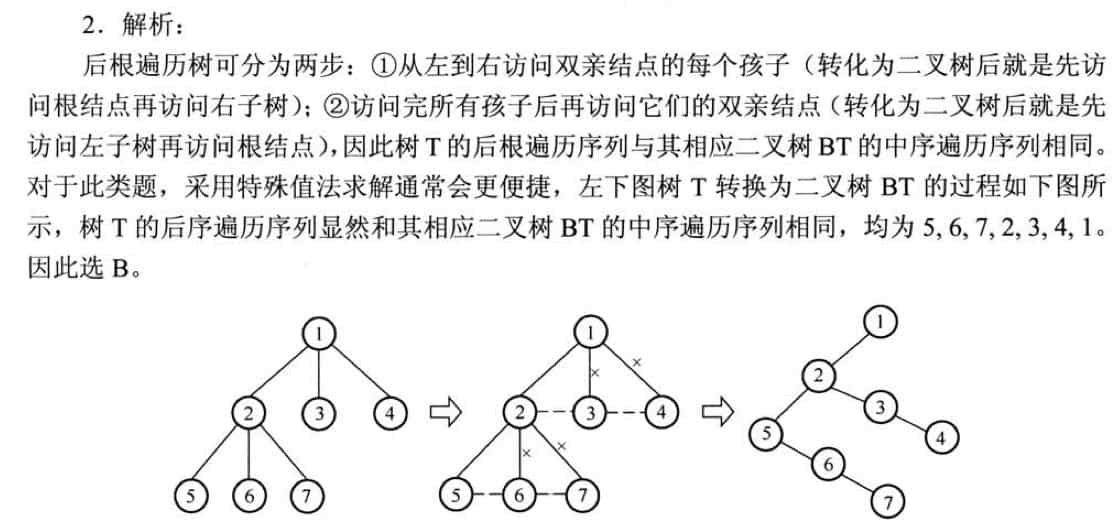 2. 解析：
后根遍历树可分为两步：①从左到右访问双亲结点的每个孩子（转化为二叉树后就是先访
问根结点再访问右子树）；②访问完所有孩子后再访问它们的双亲结点（转化为二叉树后就是先
访问左子树再访问根结点），因此树 T 的后根遍历序列与其相应二叉树 BT 的中序遍历序列相同。
对于此类题，采用特殊值法求解通常会更便捷，左下图树 T 转换为二叉树 BT 的过程如下图所
示，树 T 的后序遍历序列显然和其相应二叉树 BT 的中序遍历序列相同，均为 5, 6, 7, 2, 3, 4, 1。
因此选 B。
1
2 3 4
5 6 7
1
× ×
2 3 4
× ×
5 6 7
1
2
3
5 4
6
7